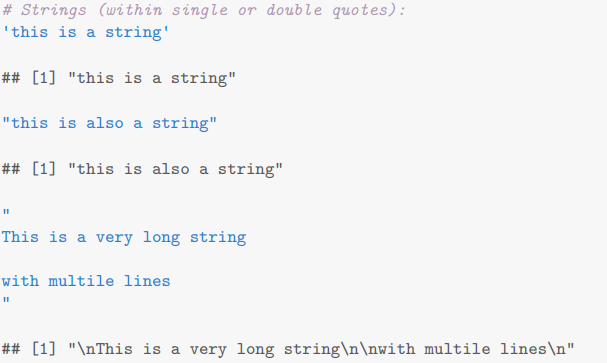 # Strings (within single or double quotes):
'this is a string'
## [1] "this is a string"
"this is also a string"
## [1] "this is also a string"
"
This is a very long string
with multile lines
"
## [1] "\nThis is a very long string\n\nwith multile lines\n"